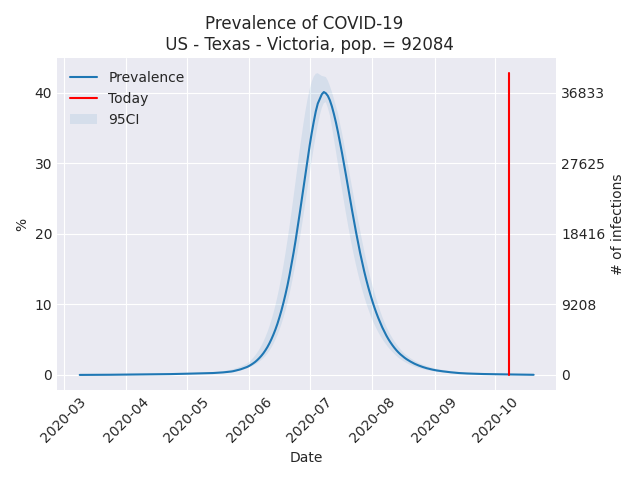 Prevalence of COVID-19
US - Texas - Victoria, pop. = 92084
Prevalence
Today
95CI
%
40
30
20
10
0
# of infections
36833
27625
18416
9208
0
2020-03
2020-04
2020-05
2020-06
2020-07
2020-08
2020-09
2020-10
Date